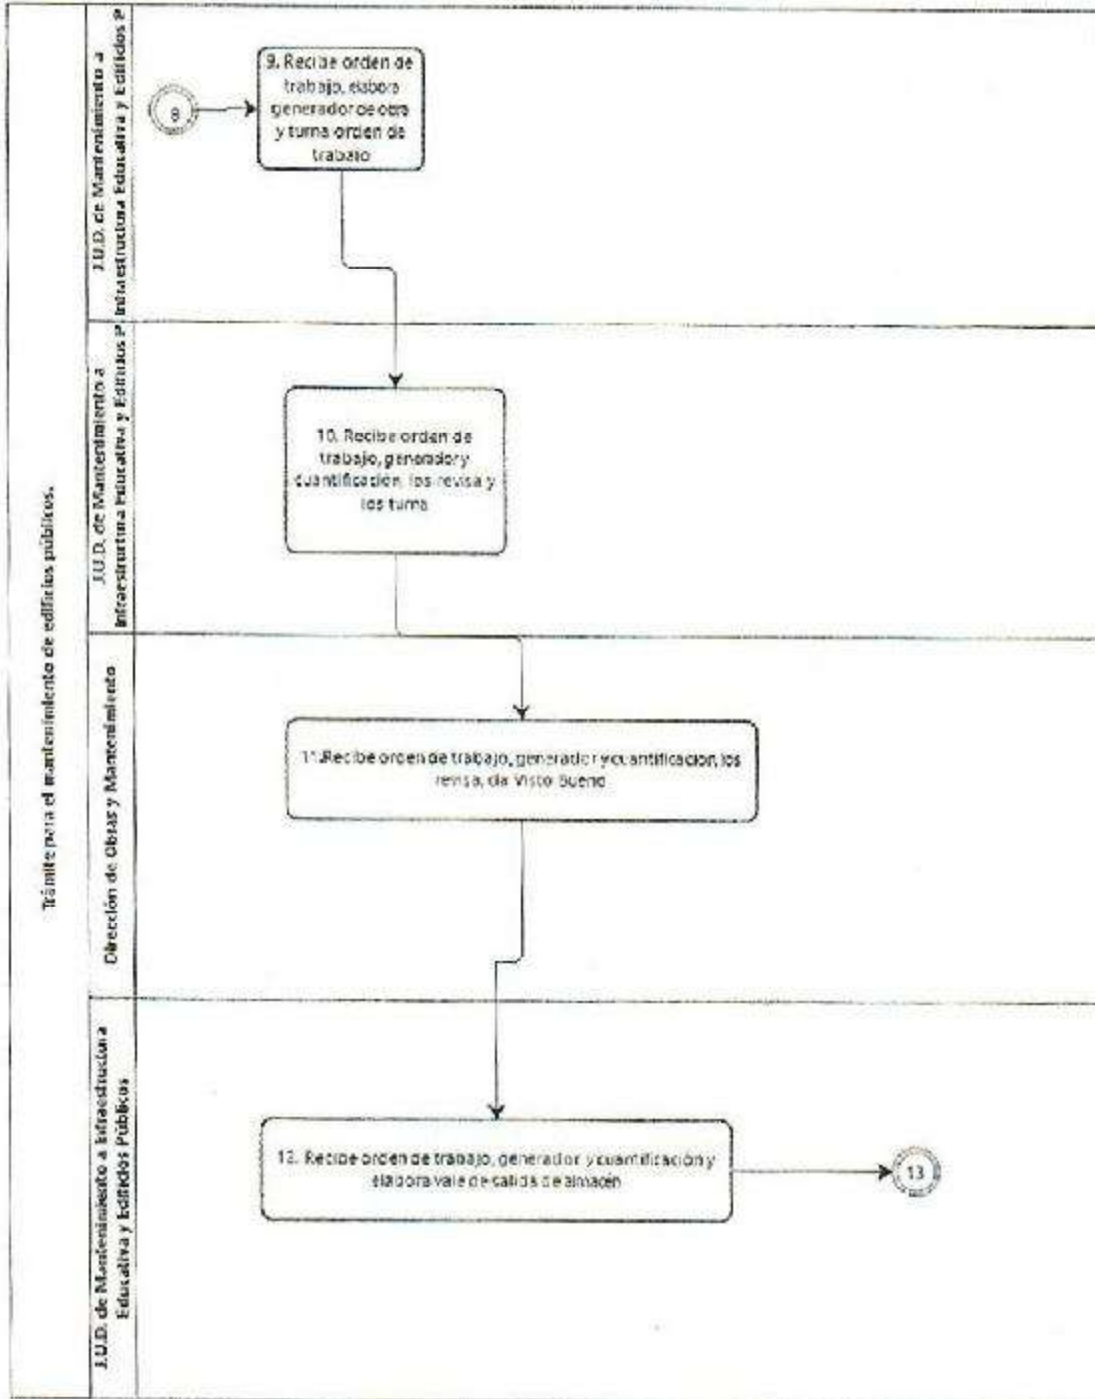 Trámite para el mantenimiento de edificios públicos.
J.U.D. de Mantenimiento a
Infraestructura Educativa y Edificios P
8
9. Recibe orden de
trabajo, elabora
generador de obra
y turna orden de
trabajo
J.U.D. de Mantenimiento a
Infraestructura Educativa y Edificios P
10. Recibe orden de
trabajo, generador y
cuantificación, los revisa y
los turna
Dirección de Obras y Mantenimiento
11.Recibe orden de trabajo, generador y cuantificación, los
revisa, da Visto Bueno
J.U.D. de Mantenimiento a Infraestructura
Educativa y Edificios Públicos
12. Recibe orden de trabajo, generador y cuantificación y
elabora vale de salida de almacén
13